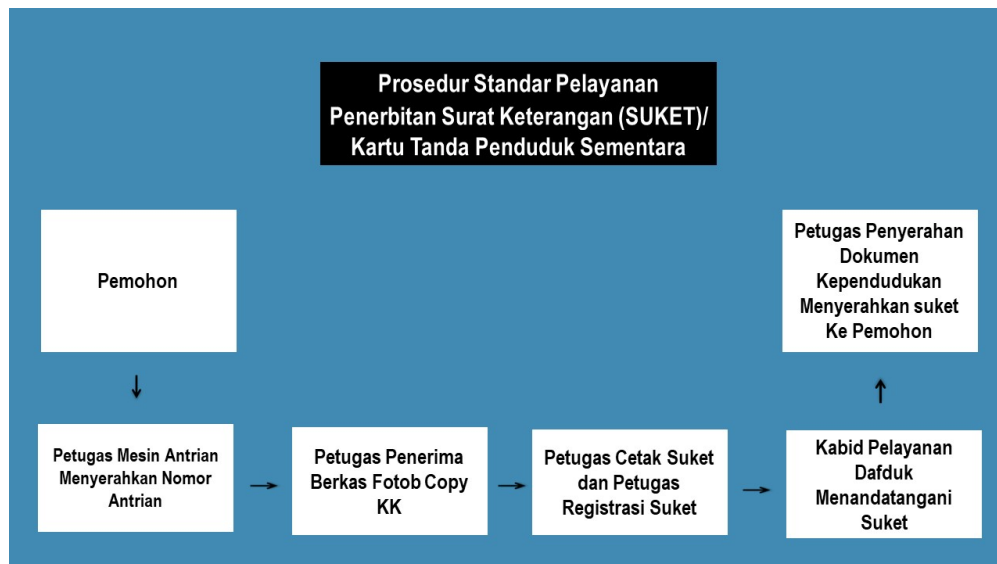 Prosedur Standar Pelayanan
Penerbitan Surat Keterangan (SUKET)/
Kartu Tanda Penduduk Sementara
Pemohon
Petugas Mesin Antrian
Menyerahkan Nomor
Antrian
Petugas Penerima
Berkas Fotob Copy
KK
Petugas Cetak Suket
dan Petugas
Registrasi Suket
Kabid Pelayanan
Dafduk
Menandatangani
Suket
Petugas Penyerahan
Dokumen
Kependudukan
Menyerahkan suket
Ke Pemohon